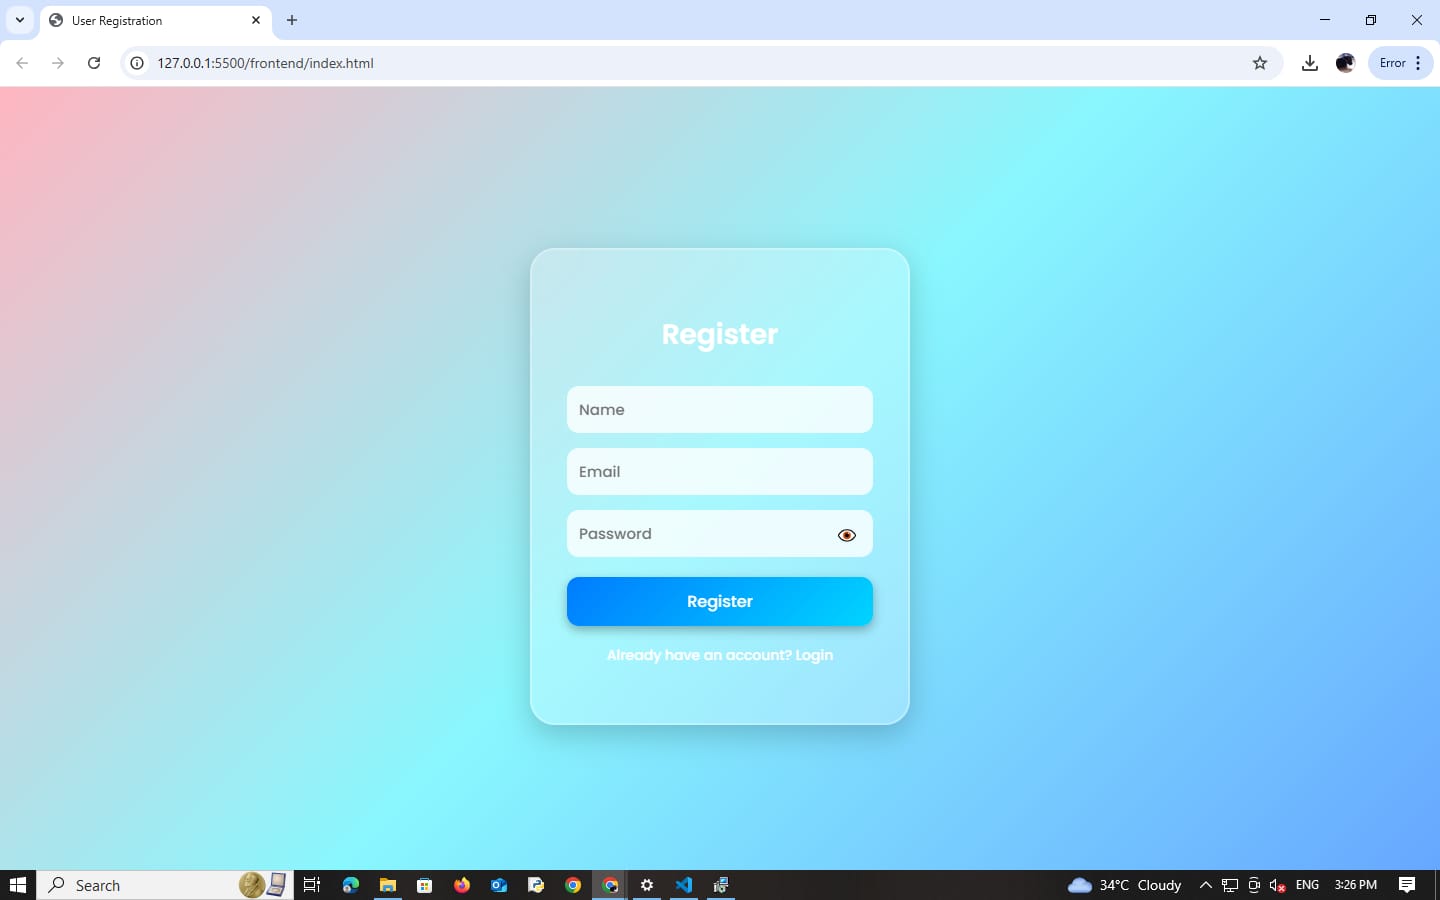 User Registration
127.0.0.1:5500/frontend/index.html
Error
Register
Name
Email
Password
Register
Already have an account? Login
Search
34°C Cloudy
ENG
3:26 PM